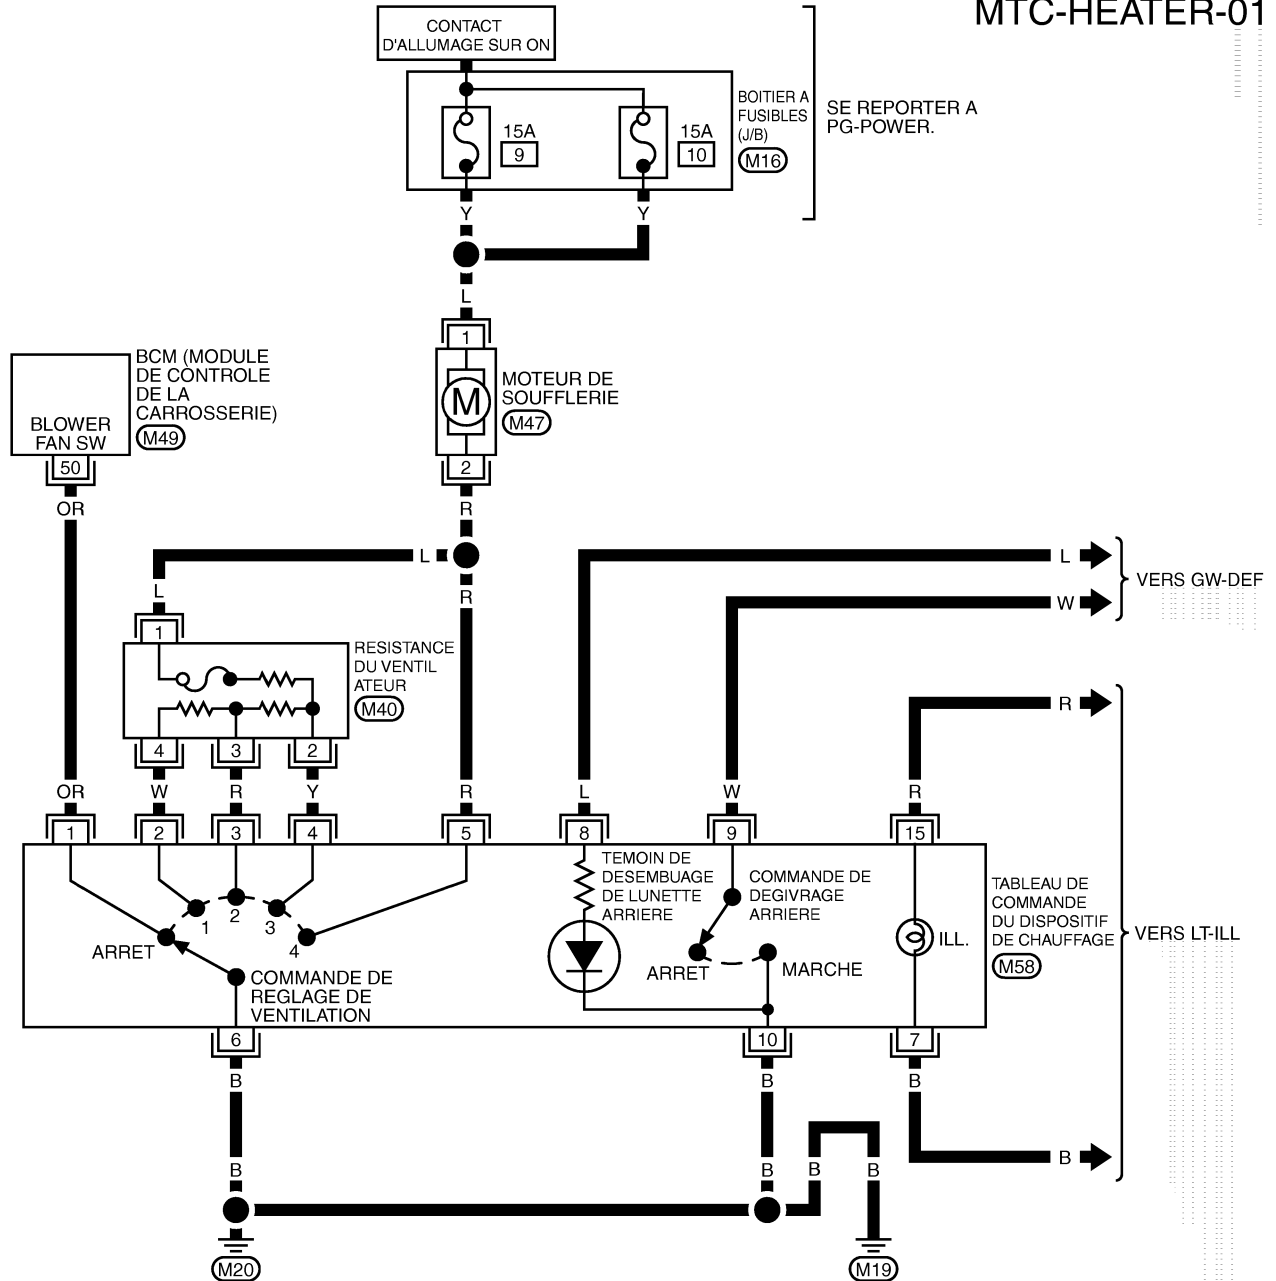 MTC-HEATER-01
CONTACT
D'ALLUMAGE SUR ON
15A
9
15A
10
BOITIER A
FUSIBLES
(J/B)
M16
SE REPORTER A
PG-POWER.
Y
Y
L
1
M
MOTEUR DE
SOUFFLERIE
M47
2
R
BLOWER
FAN SW
BCM (MODULE
DE CONTROLE
DE LA
CARROSSERIE)
M49
50
OR
L
L
R
L
W
VERS GW-DEF
1
RESISTANCE
DU VENTIL
ATEUR
M40
4
3
2
R
OR
W
R
Y
R
L
W
R
1
2
3
4
5
8
9
15
ARRET
1
2
3
4
COMMANDE DE
REGLAGE DE
VENTILATION
TEMOIN DE
DESEMBUAGE
DE LUNETTE
ARRIERE
COMMANDE DE
DEGIVRAGE
ARRIERE
ARRET
MARCHE
ILL.
TABLEAU DE
COMMANDE
DU DISPOSITIF
DE CHAUFFAGE
M58
VERS LT-ILL
6
10
7
B
B
B
B
B
B
B
B
M20
M19